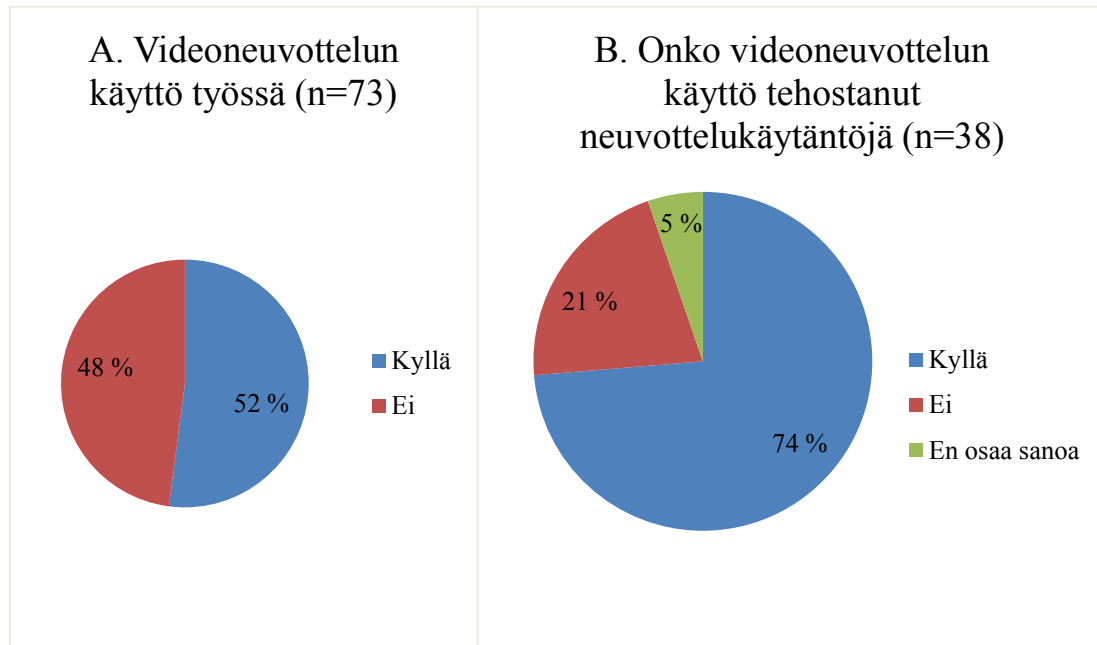 A. Videoneuvottelun
käyttö työssä (n=73)
48 %
52 %
Kyllä
Ei
B. Onko videoneuvottelun
käyttö tehostanut
neuvottelukäytäntöjä (n=38)
5 %
21 %
74 %
Kyllä
Ei
En osaa sanoa